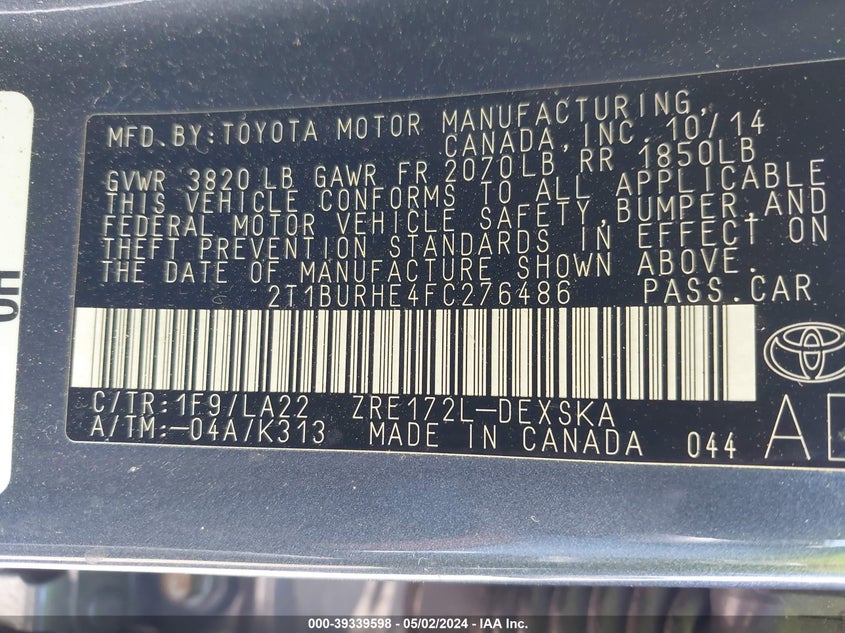 MFD.BY:TOYOTA MOTOR MANUFACTURING,
CANADA,INC. 10/14
GVWR 3820LB GAWR FR 2070LB RR 1850LB
THIS VEHICLE CONFORMS TO ALL APPLICABLE
FEDERAL MOTOR VEHICLE SAFETY,BUMPER,AND
THEFT PREVENTION STANDARDS IN EFFECT ON
THE DATE OF MANUFACTURE SHOWN ABOVE.
2T1BURHE4FC276486 PASS.CAR
C/TR:1F9/LA22 ZRE172L-DEXSKA
A/TM:-04A/K313 MADE IN CANADA 044 A
000-39339598 - 05/02/2024 - IAA Inc.